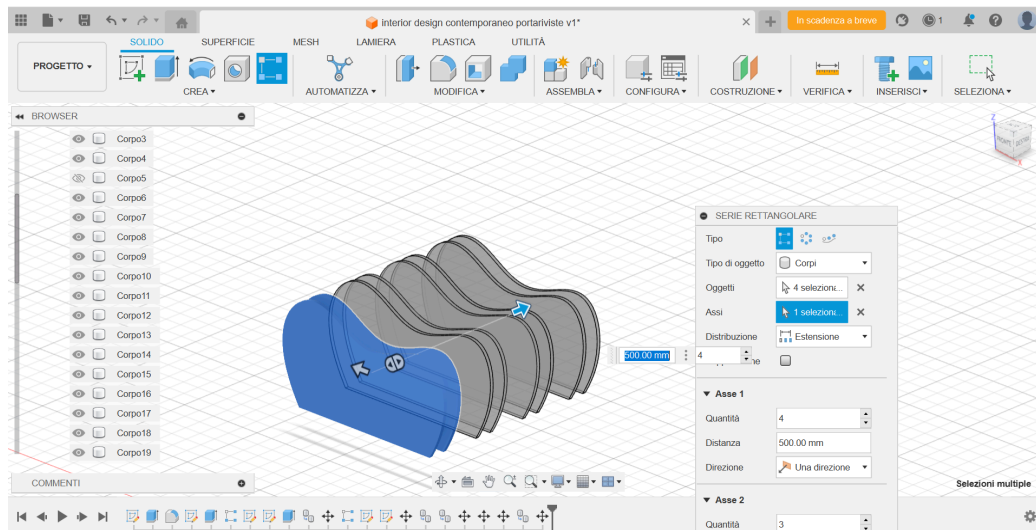 interior design contemporaneo portariviste v1*
In scadenza a breve
1
SOLIDO SUPERFICIE MESH LAMIERA PLASTICA UTILITÀ
PROGETTO
CREA AUTOMATIZZA MODIFICA ASSEMBLA CONFIGURA COSTRUZIONE VERIFICA INSERISCI SELEZIONA
BROWSER
Corpo3
Corpo4
Corpo5
Corpo6
Corpo7
Corpo8
Corpo9
Corpo10
Corpo11
Corpo12
Corpo13
Corpo14
Corpo15
Corpo16
Corpo17
Corpo18
Corpo19
COMMENTI
Z
X
500.00 mm
4
SERIE RETTANGOLARE
Tipo
Tipo di oggetto Corpi
Oggetti 4 selezioni...
Assi 1 selezioni...
Distribuzione Estensione
Asse 1
Quantità 4
Distanza 500.00 mm
Direzione Una direzione
Asse 2
Quantità 3
Selezioni multiple